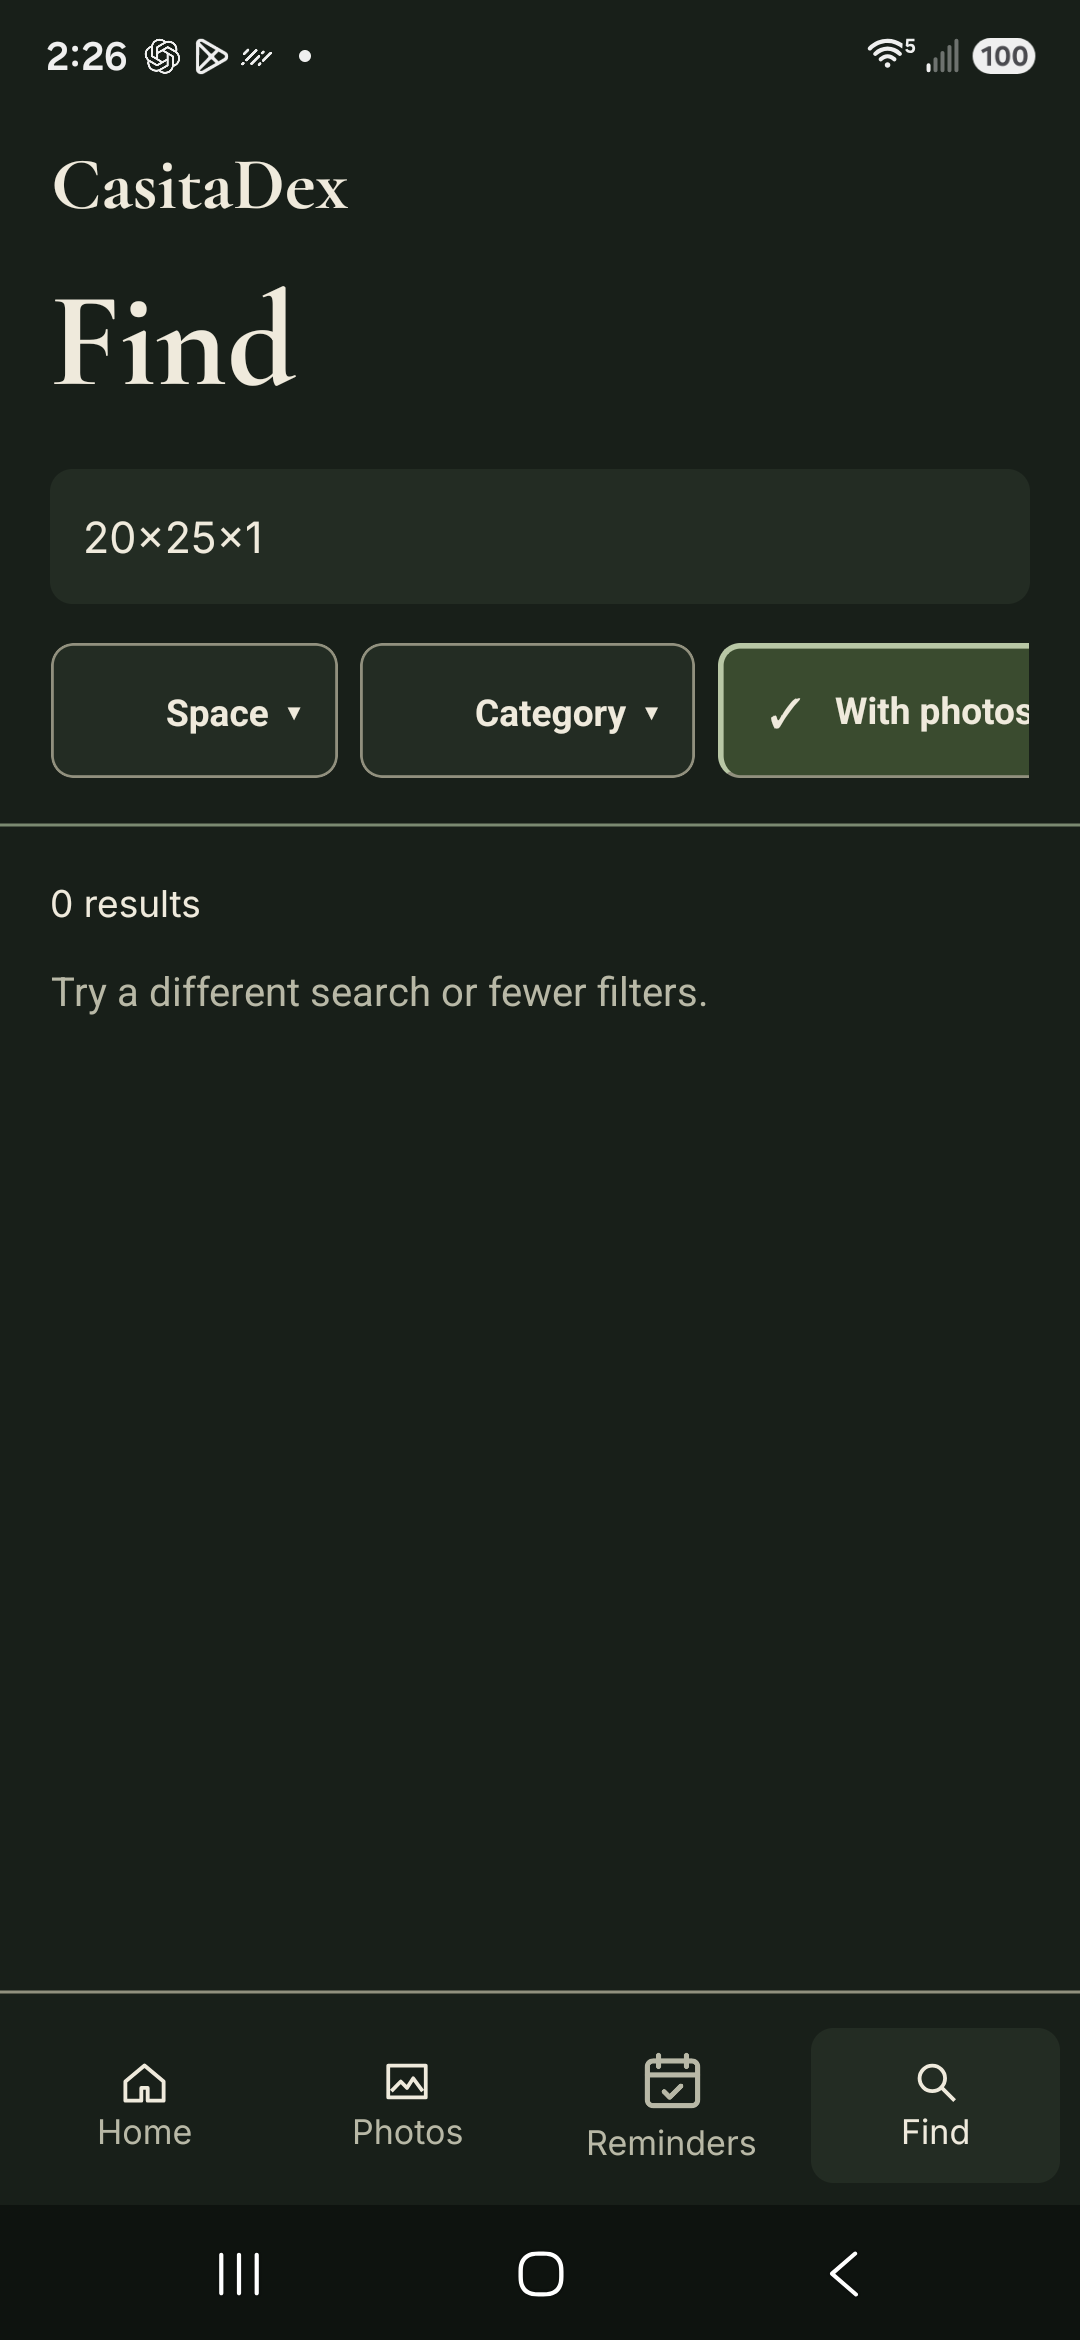 2:26
5
100
CasitaDex
Find
20×25×1
Space ▼ Category ▼ ✓ With photos
0 results
Try a different search or fewer filters.
Home Photos Reminders Find